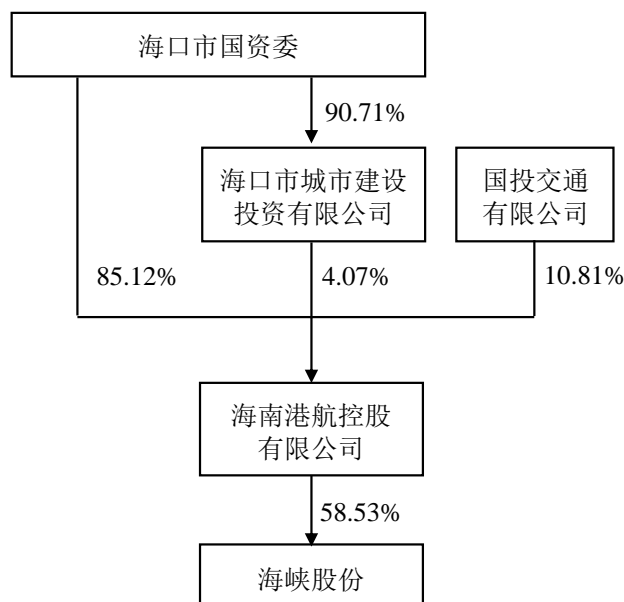 海口市国资委
90.71%
海口市城市建设
投资有限公司
国投交通
有限公司
85.12%
4.07%
10.81%
海南港航控股
有限公司
58.53%
海峡股份